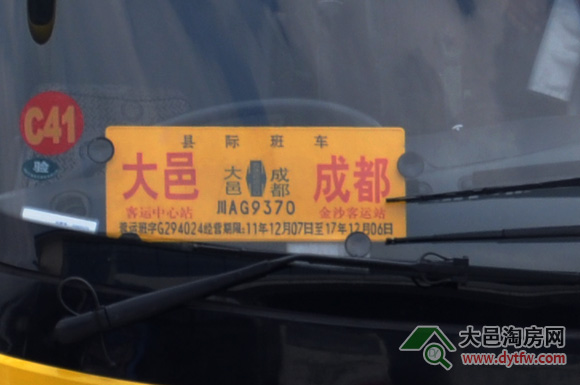 C41
验
县际班车
大邑 大邑 成都 成都
客运中心站 川AG9370 金沙客运站
客运班字G294024经营期限:11年12月07日至17年12月06日
大邑淘房网
www.dytfw.com